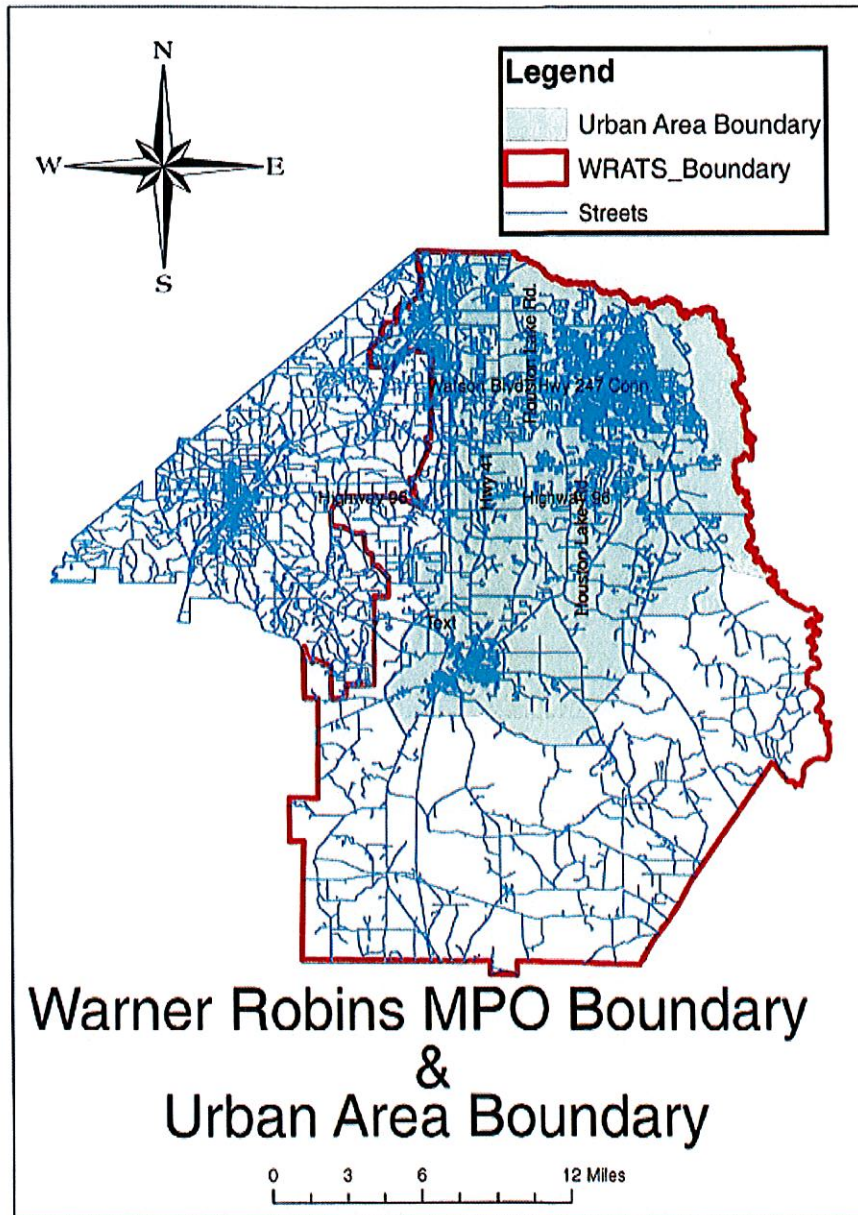 N
W
E
S
Legend
Urban Area Boundary
WRATS_Boundary
Streets
Houston Lake Rd.
Watson Blvd. Hwy 247 Conn.
Hwy 41
Highway 96
Highway 96
Houston Lake Rd
Text
Warner Robins MPO Boundary
&
Urban Area Boundary
0 3 6 12 Miles